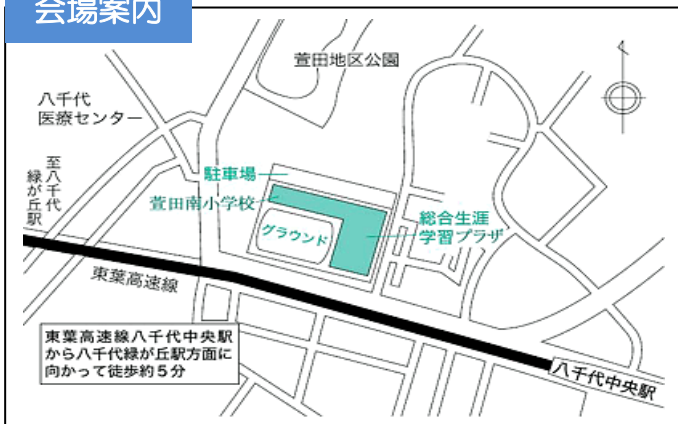 会場案内
萱田地区公園
八千代
医療センター
至八千代
緑が丘駅
駐車場
萱田南小学校
グラウンド
総合生涯
学習プラザ
東葉高速線
東葉高速線八千代中央駅
から八千代緑が丘駅方面に
向かって徒歩約5分
八千代中央駅